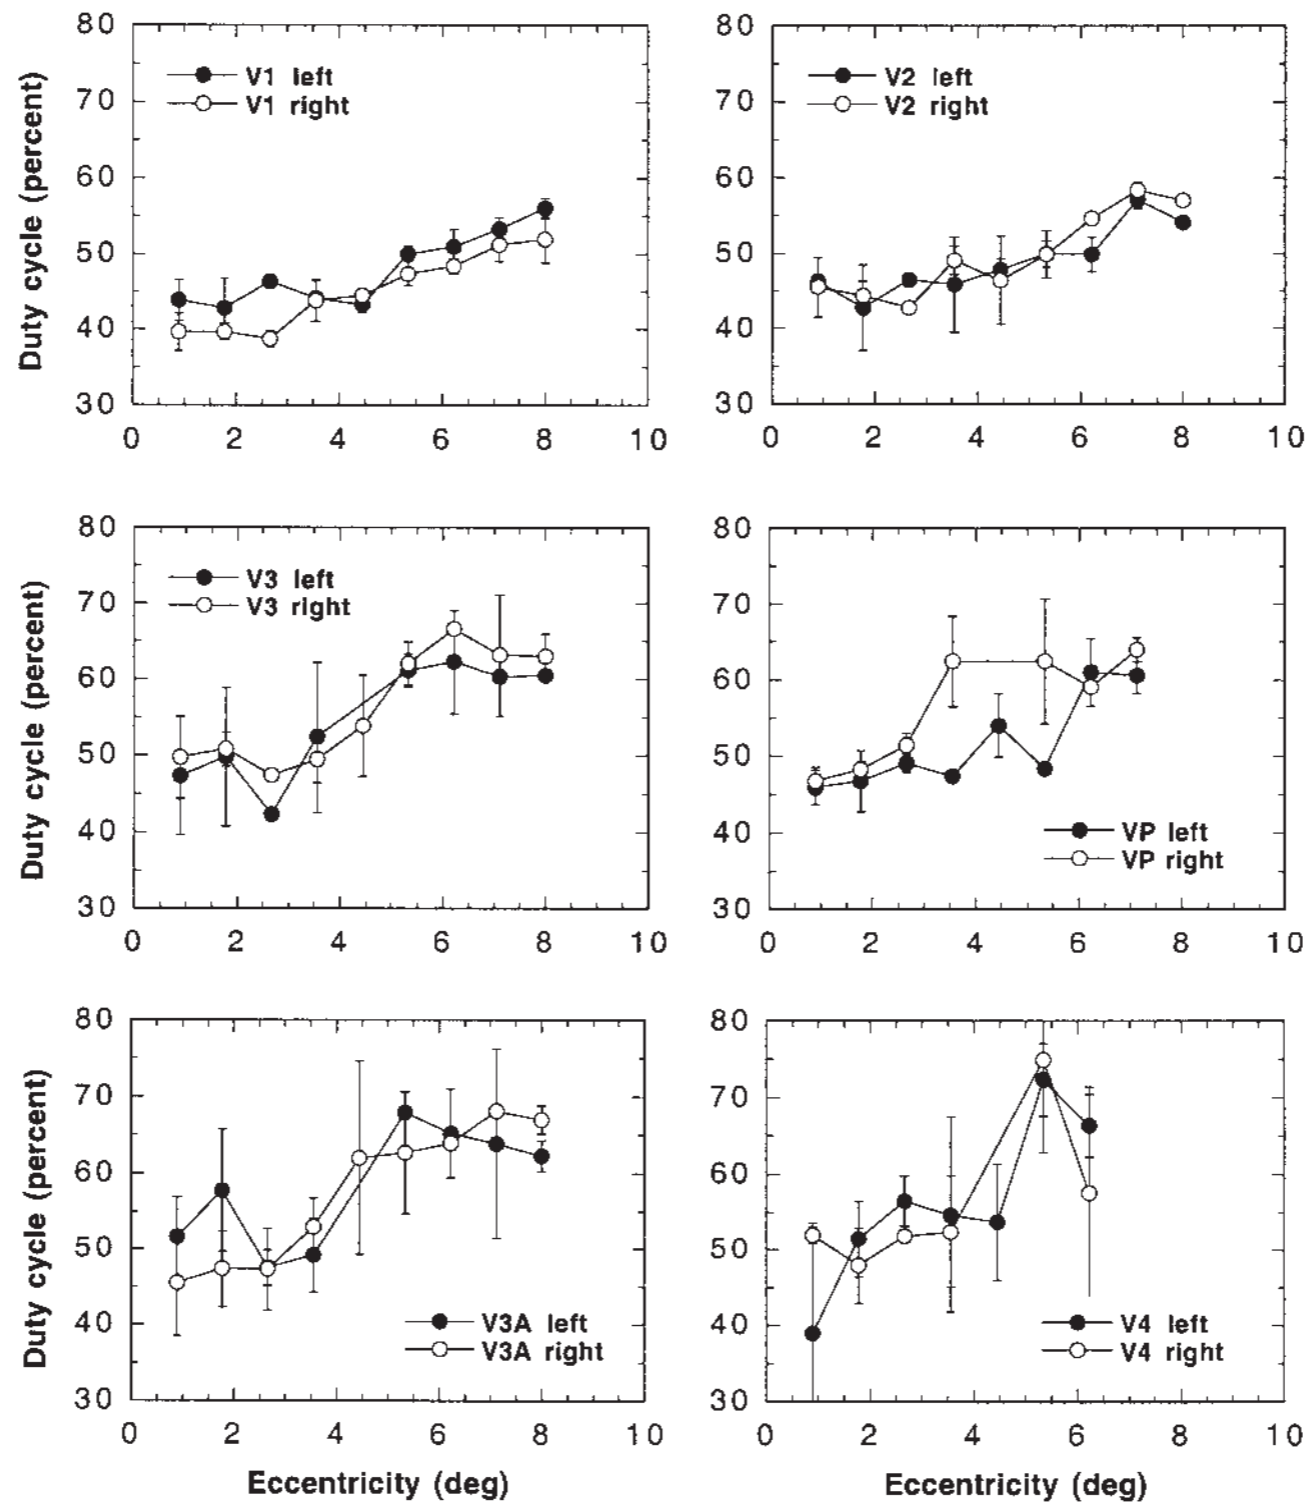 80
70
60
50
40
30
Duty cycle (percent)
V1 left
V1 right
0 2 4 6 8 10
80
70
60
50
40
30
V2 left
V2 right
0 2 4 6 8 10
80
70
60
50
40
30
Duty cycle (percent)
V3 left
V3 right
0 2 4 6 8 10
80
70
60
50
40
30
VP left
VP right
0 2 4 6 8 10
80
70
60
50
40
30
Duty cycle (percent)
V3A left
V3A right
0 2 4 6 8 10
Eccentricity (deg)
80
70
60
50
40
30
V4 left
V4 right
0 2 4 6 8 10
Eccentricity (deg)